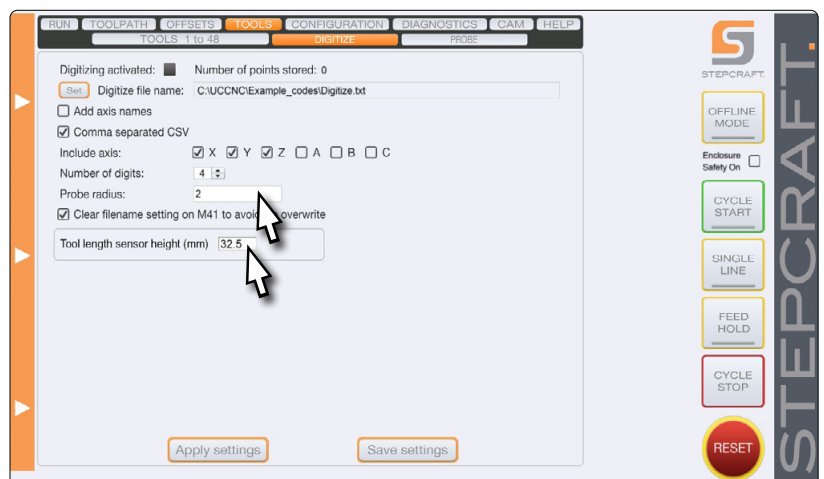 RUN TOOLPATH OFFSETS TOOLS CONFIGURATION DIAGNOSTICS CAM HELP
TOOLS 1 to 48 DIGITIZE PROBE
Digitizing activated: Number of points stored: 0
Set Digitize file name: C:\UCCNC\Example_codes\Digitize.txt
Add axis names
Comma separated CSV
Include axis: X Y Z A B C
Number of digits: 4
Probe radius: 2
Clear filename setting on M41 to avoid overwrite
Tool length sensor height (mm) 32.5
Apply settings Save settings
STEPCRAFT.
OFFLINE
MODE
Enclosure
Safety On
CYCLE
START
SINGLE
LINE
FEED
HOLD
CYCLE
STOP
RESET
STEPCRAFT.